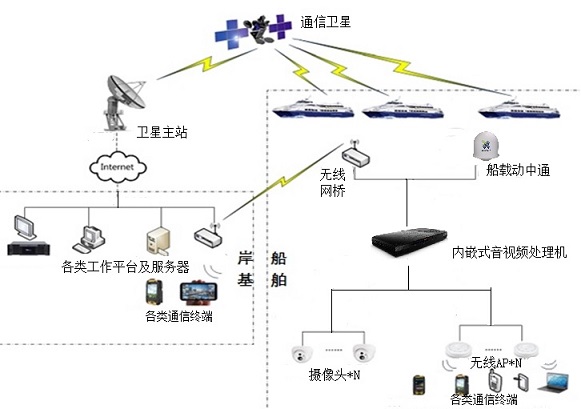 通信卫星
卫星主站
Internet
无线
网桥
船载动中通
内嵌式音视频处理机
各类工作平台及服务器
岸 船
基 舶
各类通信终端
摄像头*N
无线AP*N
各类通信终端